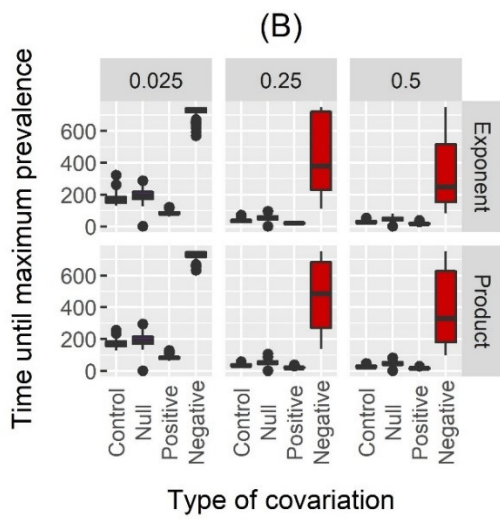 (B)
0.025 0.25 0.5
Time until maximum prevalence
600
400
200
0
Exponent
600
400
200
0
Product
Control Null Positive Negative Control Null Positive Negative Control Null Positive Negative
Type of covariation